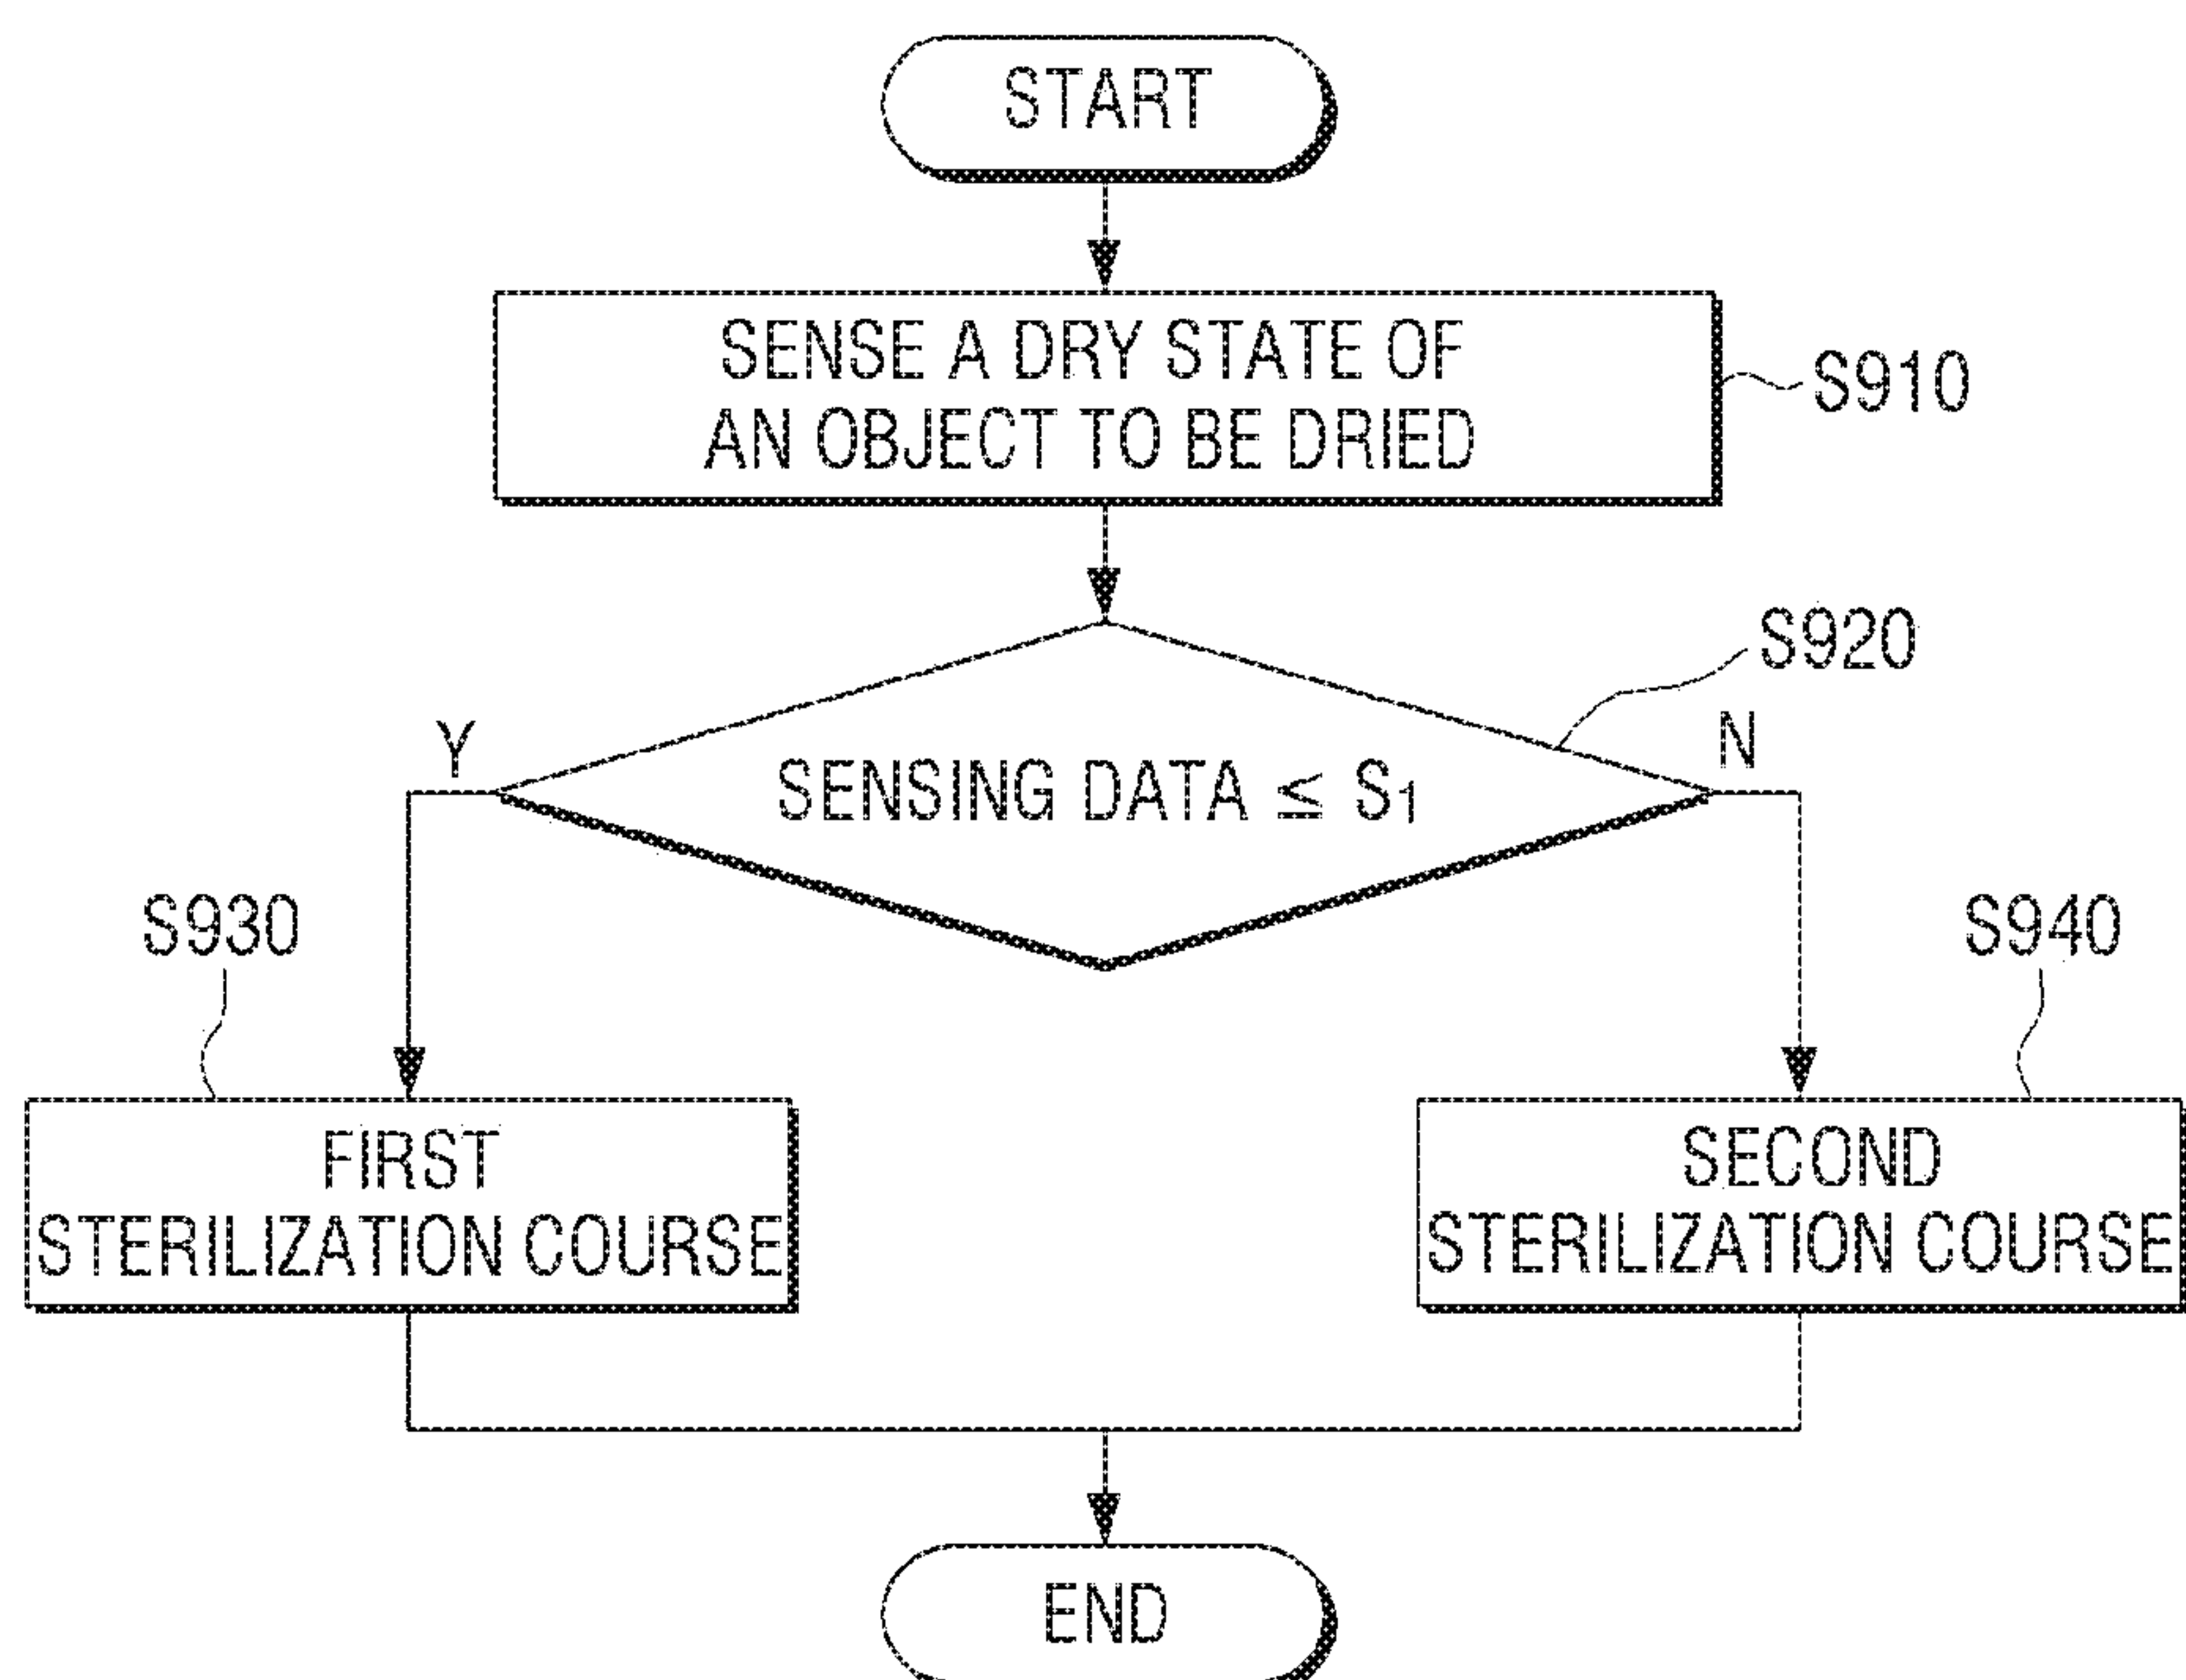 START
SENSE A DRY STATE OF
AN OBJECT TO BE DRIED
S910
S920
Y
N
SENSING DATA ≤ S1
S930
S940
FIRST
STERILIZATION COURSE
SECOND
STERILIZATION COURSE
END